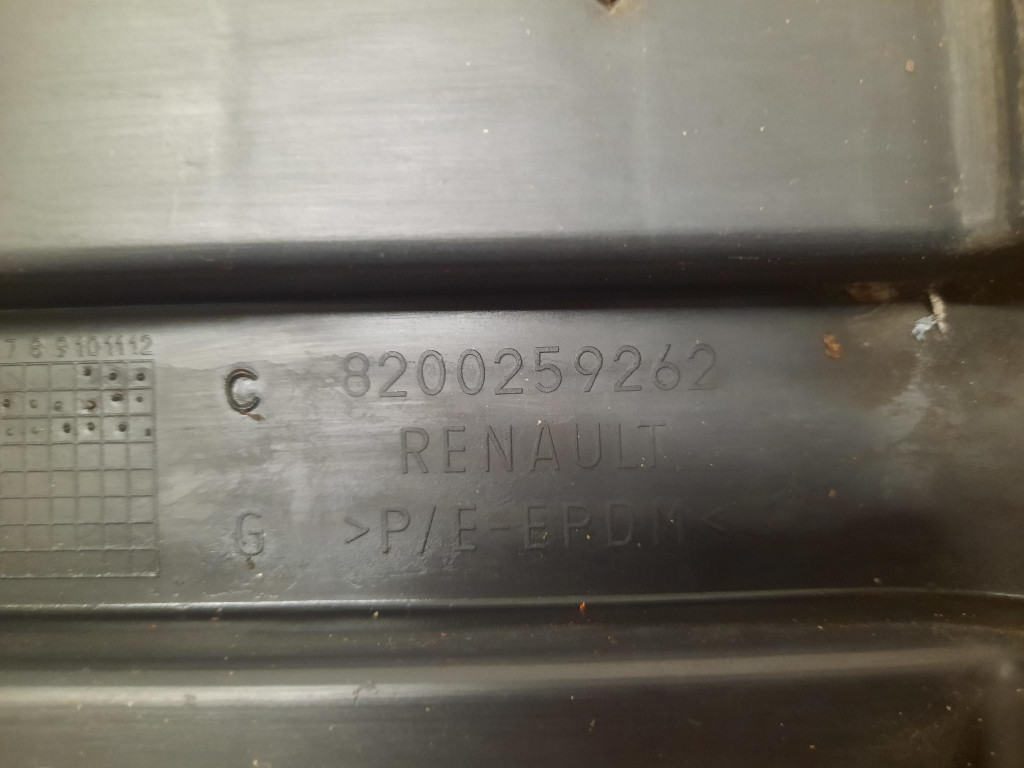 7 8 9 10 11 12
C 8200259262
RENAULT
G >P/E-EPDM<